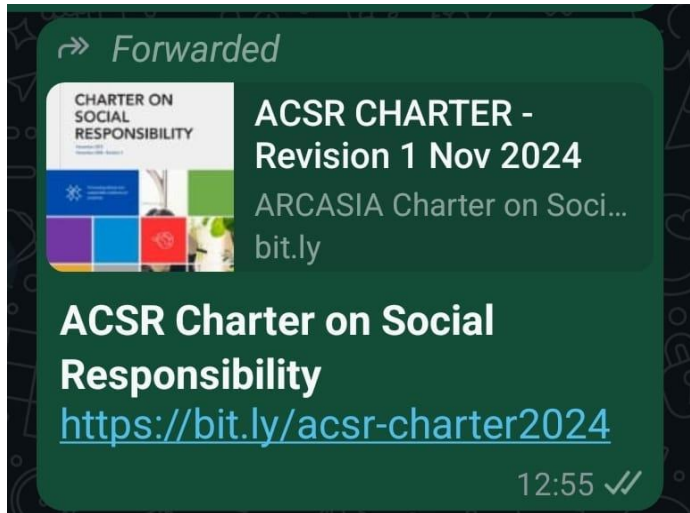 Forwarded
CHARTER ON
SOCIAL
RESPONSIBILITY
ACSR CHARTER -
Revision 1 Nov 2024
ARCASIA Charter on Soci...
bit.ly
ACSR Charter on Social
Responsibility
https://bit.ly/acsr-charter2024
12:55